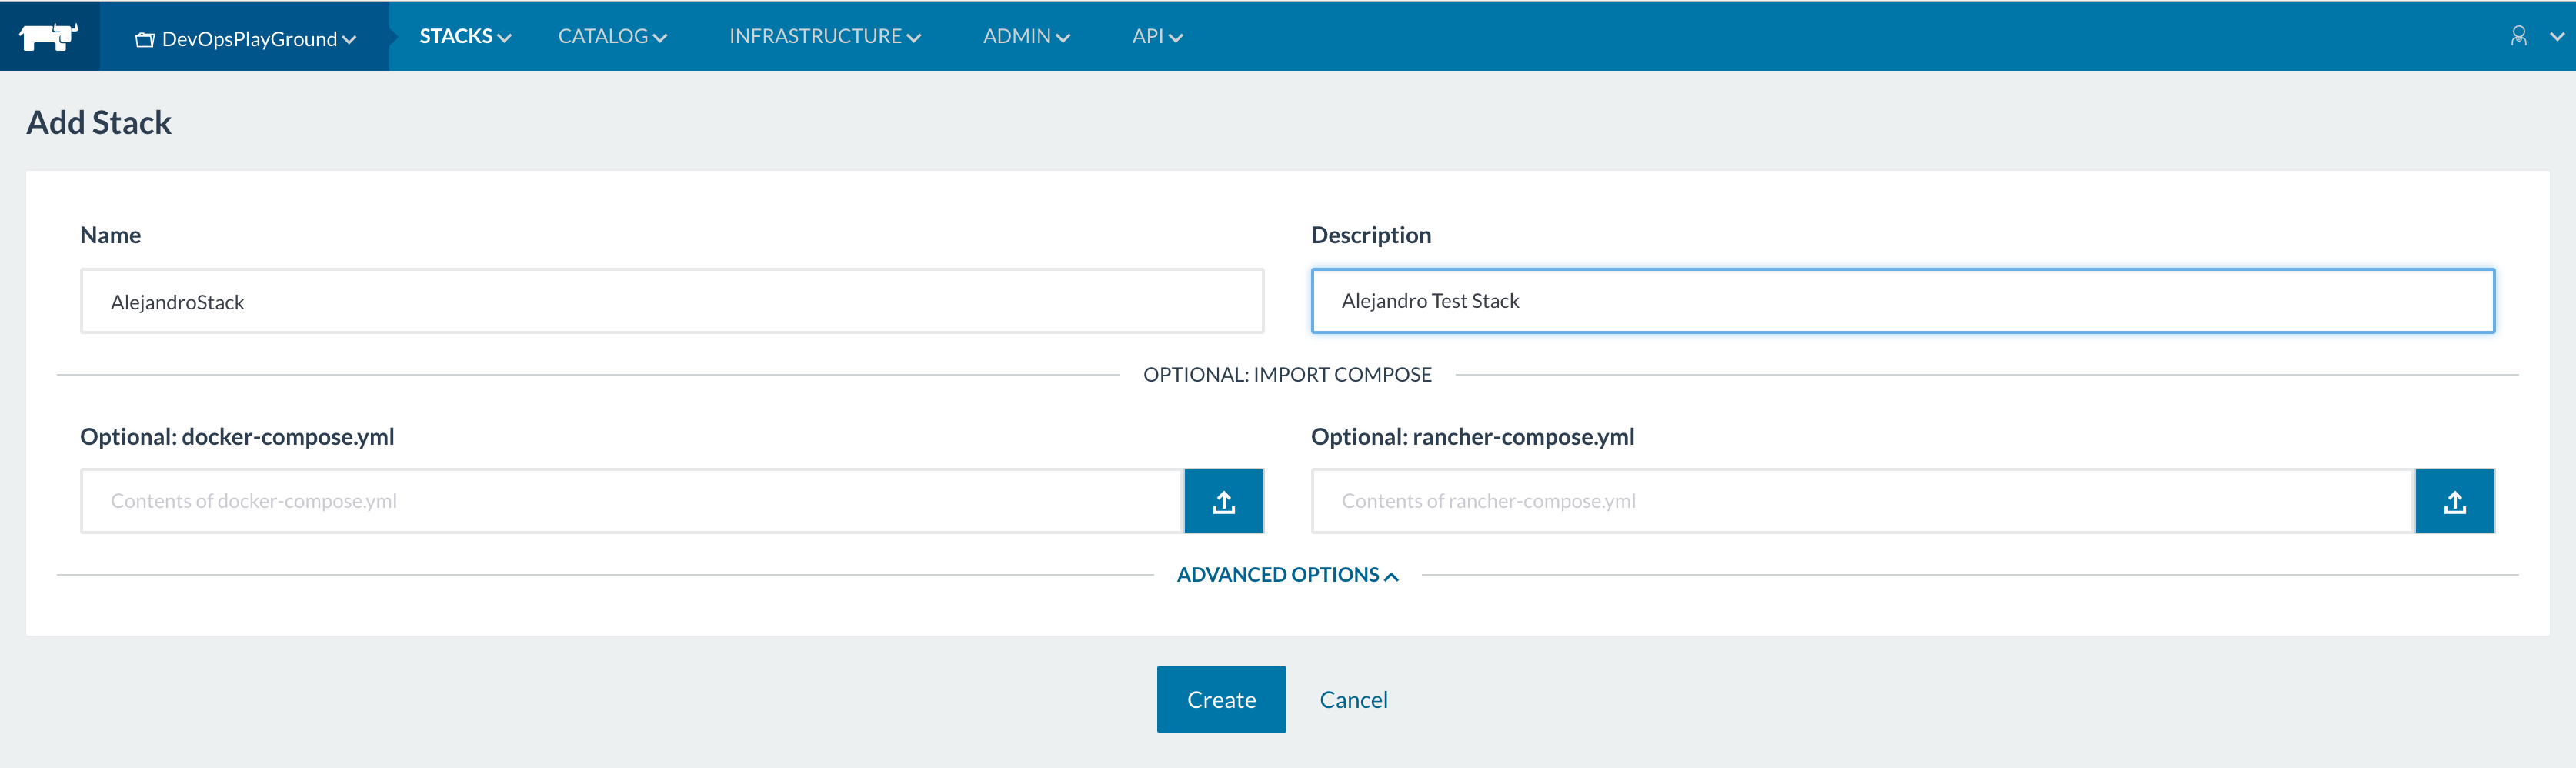 DevOpsPlayGround STACKS CATALOG INFRASTRUCTURE ADMIN API
Add Stack
Name Description
AlejandroStack Alejandro Test Stack
OPTIONAL: IMPORT COMPOSE
Optional: docker-compose.yml Optional: rancher-compose.yml
Contents of docker-compose.yml Contents of rancher-compose.yml
ADVANCED OPTIONS
Create Cancel